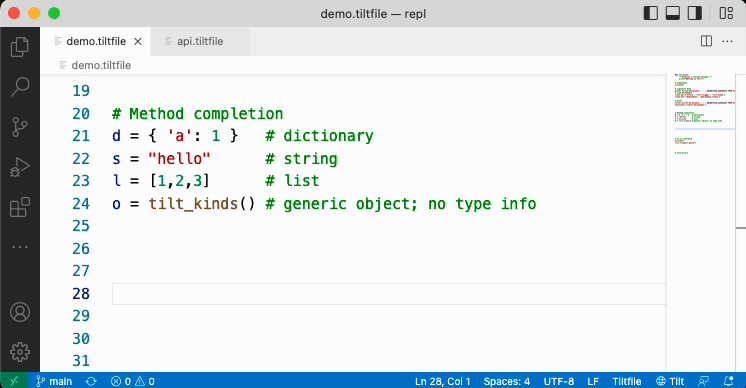 demo.tiltfile — repl
demo.tiltfile
api.tiltfile
demo.tiltfile
19
20 # Method completion
21 d = { 'a': 1 } # dictionary
22 s = "hello" # string
23 l = [1,2,3] # list
24 o = tilt_kinds() # generic object; no type info
25
26
27
28
29
30
31
main 0 0 Ln 28, Col 1 Spaces: 4 UTF-8 LF Tiltfile Tilt